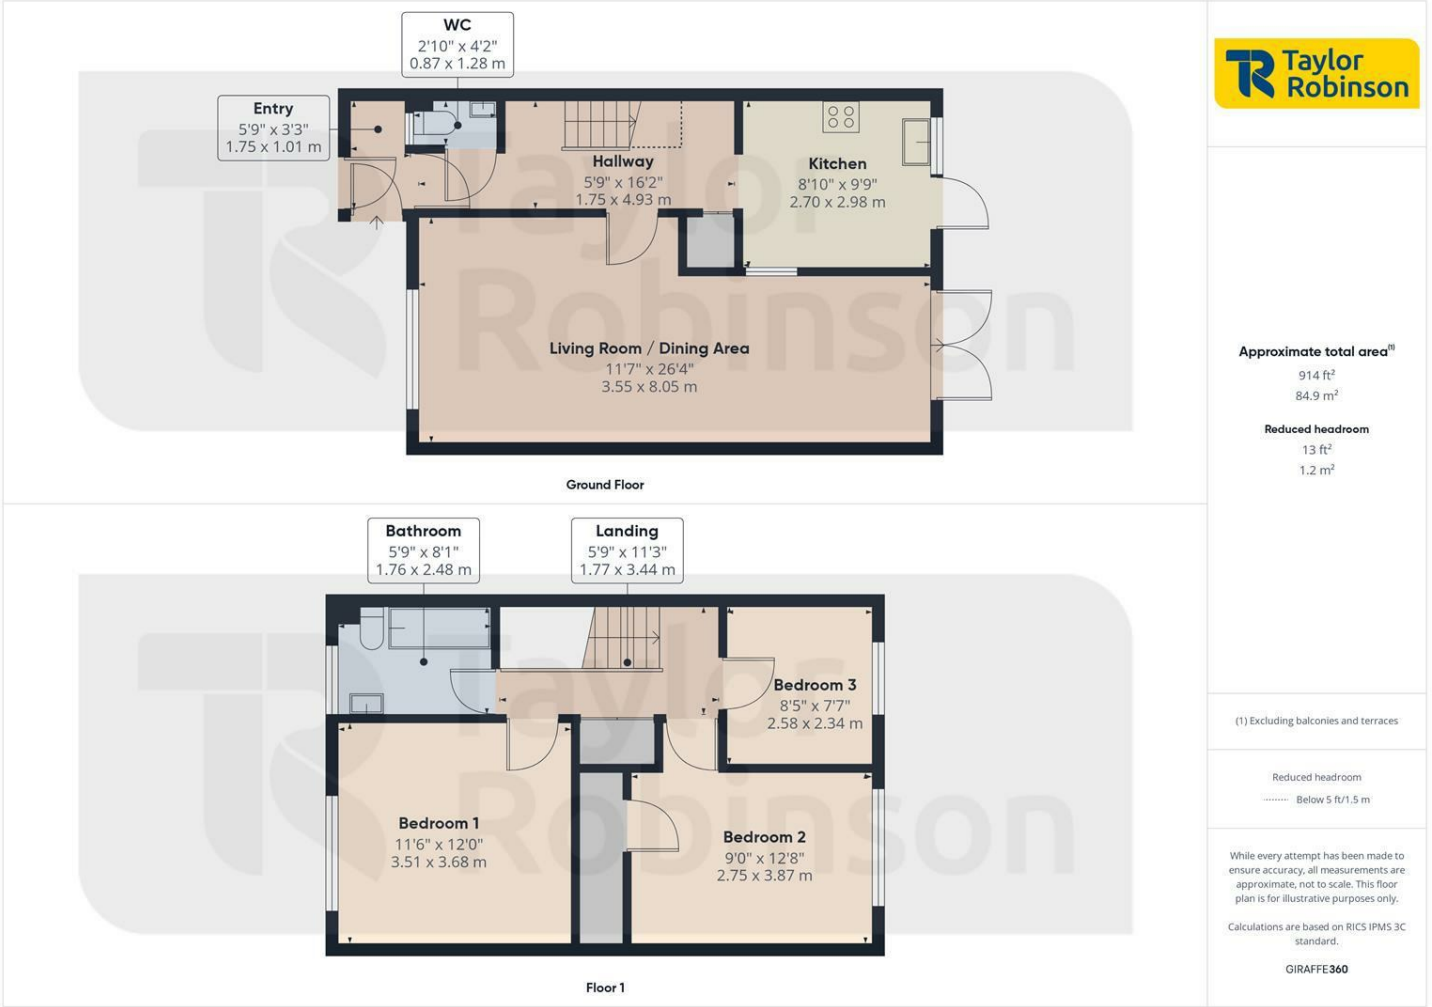 WC
2'10" x 4'2"
0.87 x 1.28 m
Entry
5'9" x 3'3"
1.75 x 1.01 m
Hallway
5'9" x 16'2"
1.75 x 4.93 m
Kitchen
8'10" x 9'9"
2.70 x 2.98 m
Living Room / Dining Area
11'7" x 26'4"
3.55 x 8.05 m
Taylor
Robinson
Ground Floor
Bathroom
5'9" x 8'1"
1.76 x 2.48 m
Landing
5'9" x 11'3"
1.77 x 3.44 m
Bedroom 3
8'5" x 7'7"
2.58 x 2.34 m
Bedroom 1
11'6" x 12'0"
3.51 x 3.68 m
Bedroom 2
9'0" x 12'8"
2.75 x 3.87 m
Taylor
Robinson
Floor 1
TR
Taylor
Robinson
Approximate total area(1)
914 ft²
84.9 m²
Reduced headroom
13 ft²
1.2 m²
(1) Excluding balconies and terraces
Reduced headroom
Below 5 ft/1.5 m
While every attempt has been made to
ensure accuracy, all measurements are
approximate, not to scale. This floor
plan is for illustrative purposes only.
Calculations are based on RICS IPMS 3C
standard.
GIRAFFE360